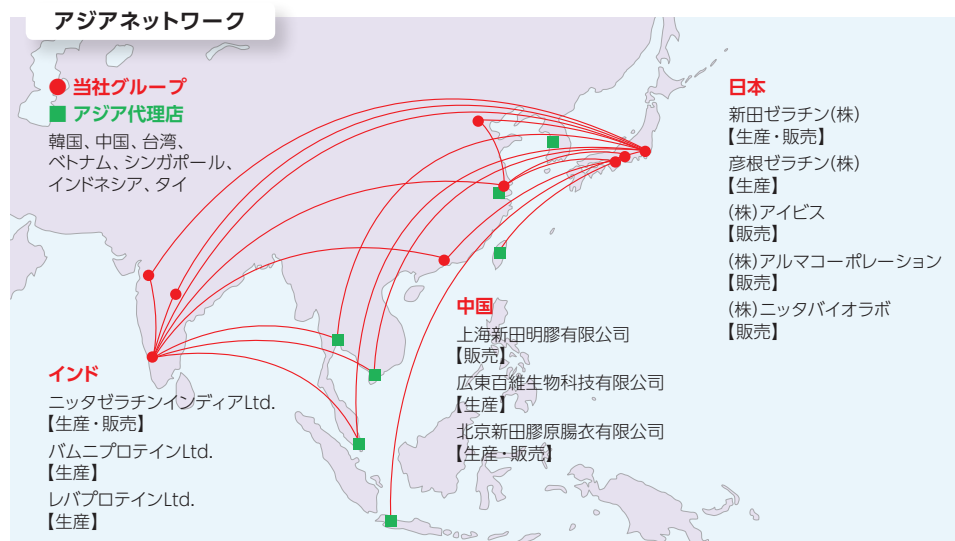 アジアネットワーク
当社グループ
アジア代理店
韓国、中国、台湾、
ベトナム、シンガポール、
インドネシア、タイ
日本
新田ゼラチン(株)
【生産・販売】
彦根ゼラチン(株)
【生産】
(株)アイビス
【販売】
(株)アルマコーポレーション
【販売】
(株)ニッタバイオラボ
【販売】
中国
上海新田明膠有限公司
【販売】
広東百維生物科技有限公司
【生産】
北京新田膠原腸衣有限公司
【生産・販売】
インド
ニッタゼラチンインディアLtd.
【生産・販売】
バムニプロテインLtd.
【生産】
レバプロテインLtd.
【生産】